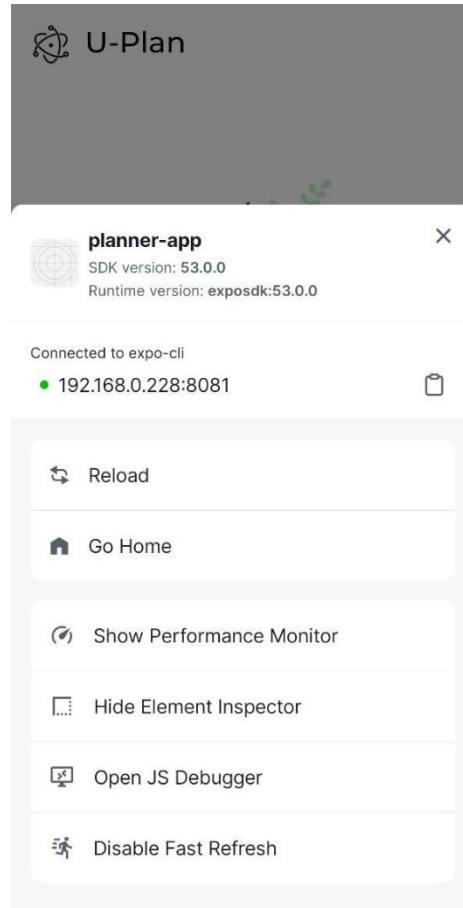 U-Plan
planner-app
SDK version: 53.0.0
Runtime version: exposdk:53.0.0
Connected to expo-cli
192.168.0.228:8081
Reload
Go Home
Show Performance Monitor
Hide Element Inspector
Open JS Debugger
Disable Fast Refresh